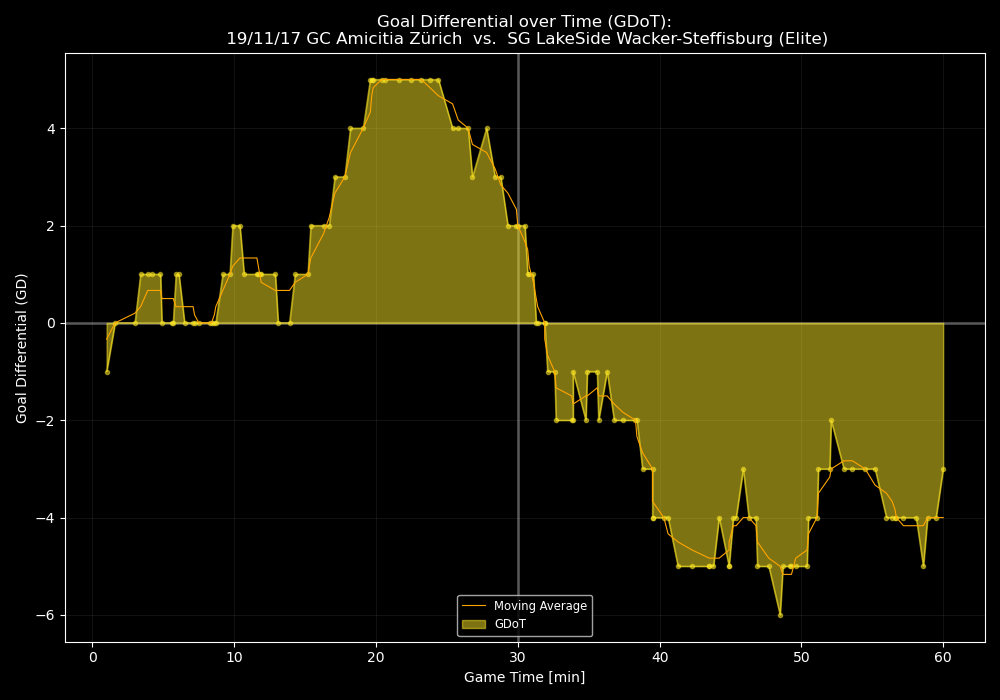 Goal Differential over Time (GDoT):
19/11/17 GC Amicitia Zürich  vs.  SG LakeSide Wacker-Steffisburg (Elite)
Goal Differential (GD)
4
2
0
−2
−4
−6
Moving Average
GDoT
0 10 20 30 40 50 60
Game Time [min]